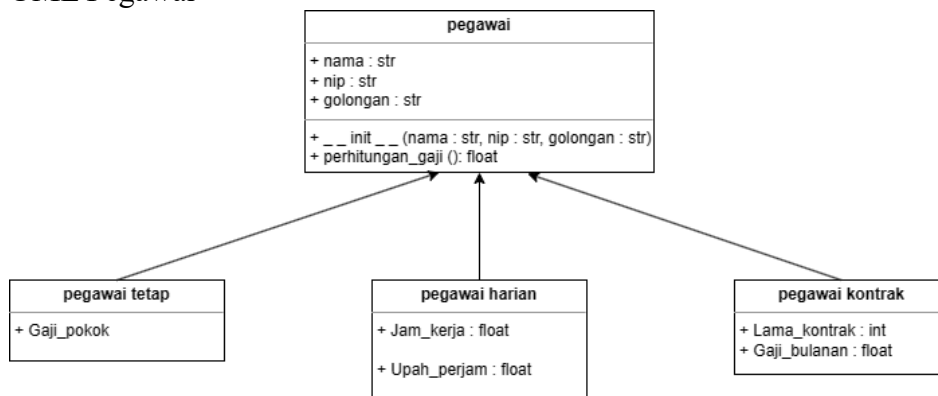 pegawai
+ nama : str
+ nip : str
+ golongan : str
+ _ _ init _ _ (nama : str, nip : str, golongan : str)
+ perhitungan_gaji (): float
pegawai tetap
+ Gaji_pokok
pegawai harian
+ Jam_kerja : float
+ Upah_perjam : float
pegawai kontrak
+ Lama_kontrak : int
+ Gaji_bulanan : float